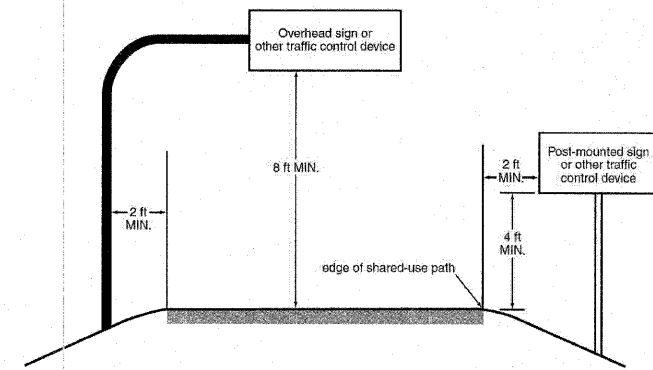 Overhead sign or
other traffic control device
8 ft MIN.
2 ft
MIN.
2 ft
MIN.
Post-mounted sign
or other traffic
control device
4 ft
MIN.
edge of shared-use path